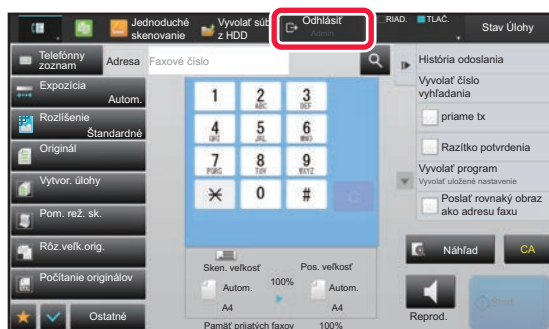 Jednoduché
skenovanie
Vyvolať súb
z HDD
Odhlásiť
Admin
RIAD.
TLAČ.
Stav Úlohy
Telefónny
zoznam
Adresa
Faxové číslo
Expozícia
Autom.
Rozlíšenie
Štandardné
Originál
Vytvor. úlohy
Pom. rež. sk.
Rôz.veľk.orig.
Počítanie originálov
Ostatné
1
2
ABC
3
DEF
4
GHI
5
JKL
6
MNO
7
PQRS
8
TUV
9
WXYZ
0
#
C
Sken. veľkosť
Pos. veľkosť
100%
Autom.
Autom.
A4
A4
Pamäť prijatých faxov
100%
História odoslania
Vyvolať číslo
vyhľadania
priame tx
Razítko potvrdenia
Vyvolať program
Vyvolať uložené nastavenie
Poslať rovnaký obraz
ako adresu faxu
Náhľad
CA
Reprod.
Štart